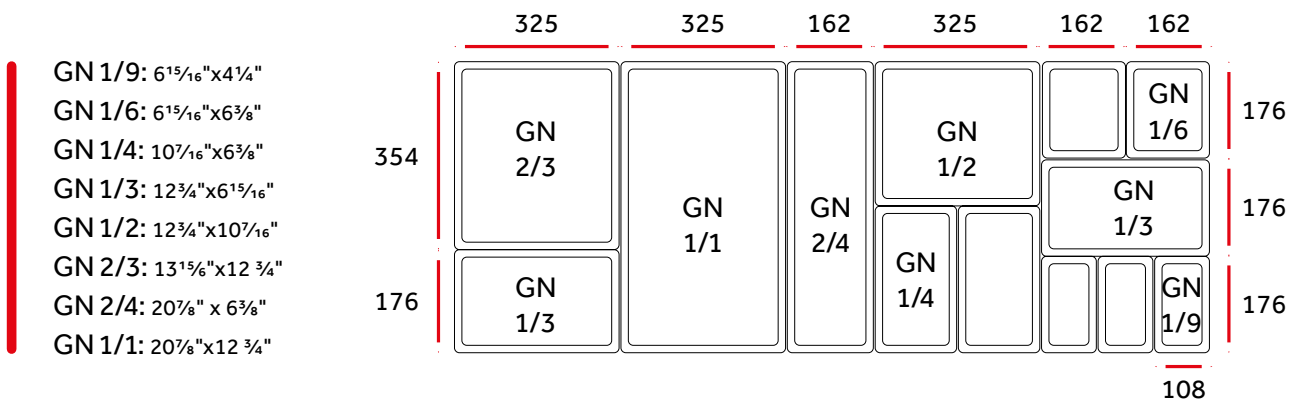 325 325 162 325 162 162
GN 1/9: 6¹⁵⁄₁₆"x4¼"
GN 1/6: 6¹⁵⁄₁₆"x6⅜"
GN 1/4: 10⁷⁄₁₆"x6⅜"
GN 1/3: 12¾"x6¹⁵⁄₁₆"
GN 1/2: 12¾"x10⁷⁄₁₆"
GN 2/3: 13¹⁵⁄₆"x12 ¾"
GN 2/4: 20⅞" x 6⅜"
GN 1/1: 20⅞"x12 ¾"
354
176
GN
2/3
GN
1/3
GN
1/1
GN
2/4
GN
1/2
GN
1/4
GN
1/6
GN
1/3
GN
1/9
176
176
176
108